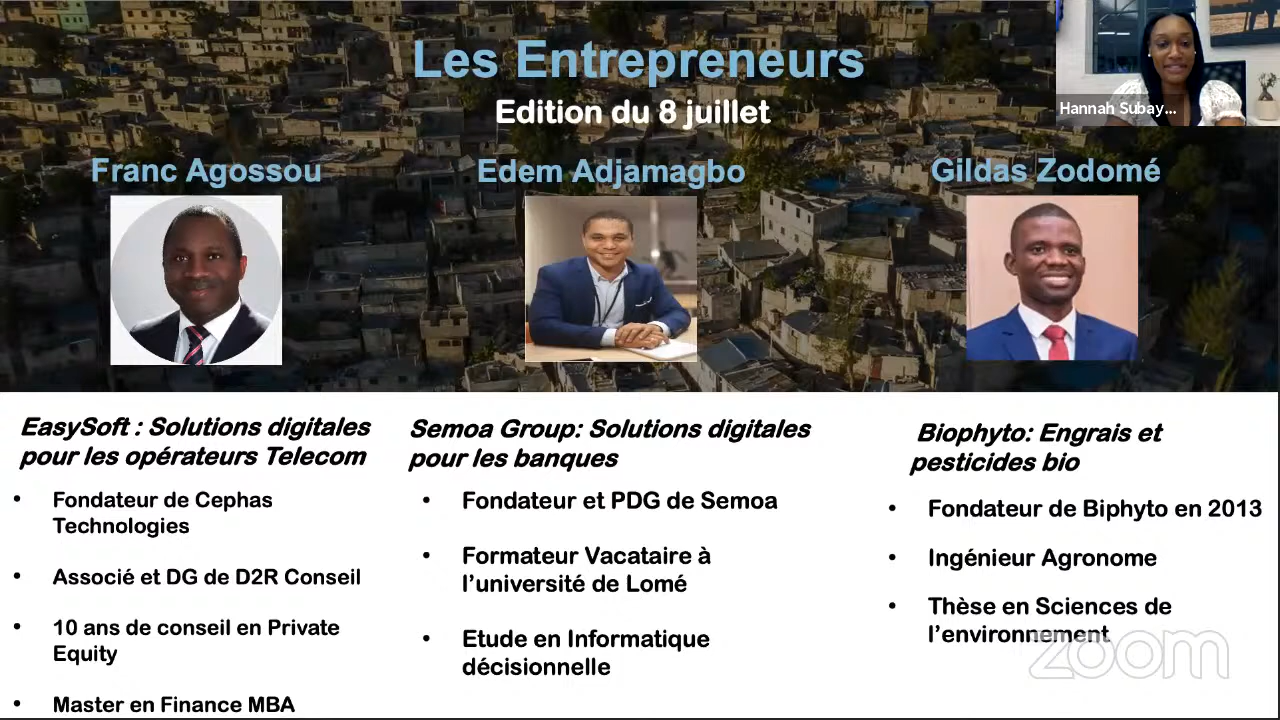 Les Entrepreneurs
Edition du 8 juillet
Hannah Subay...
Franc Agossou
Edem Adjamagbo
Gildas Zodomé
EasySoft : Solutions digitales
pour les opérateurs Telecom
• Fondateur de Cephas
Technologies
• Associé et DG de D2R Conseil
• 10 ans de conseil en Private
Equity
• Master en Finance MBA
Semoa Group: Solutions digitales
pour les banques
• Fondateur et PDG de Semoa
• Formateur Vacataire à
l’université de Lomé
• Etude en Informatique
décisionnelle
Biophyto: Engrais et
pesticides bio
• Fondateur de Biphyto en 2013
• Ingénieur Agronome
• Thèse en Sciences de
l’environnement
zoom